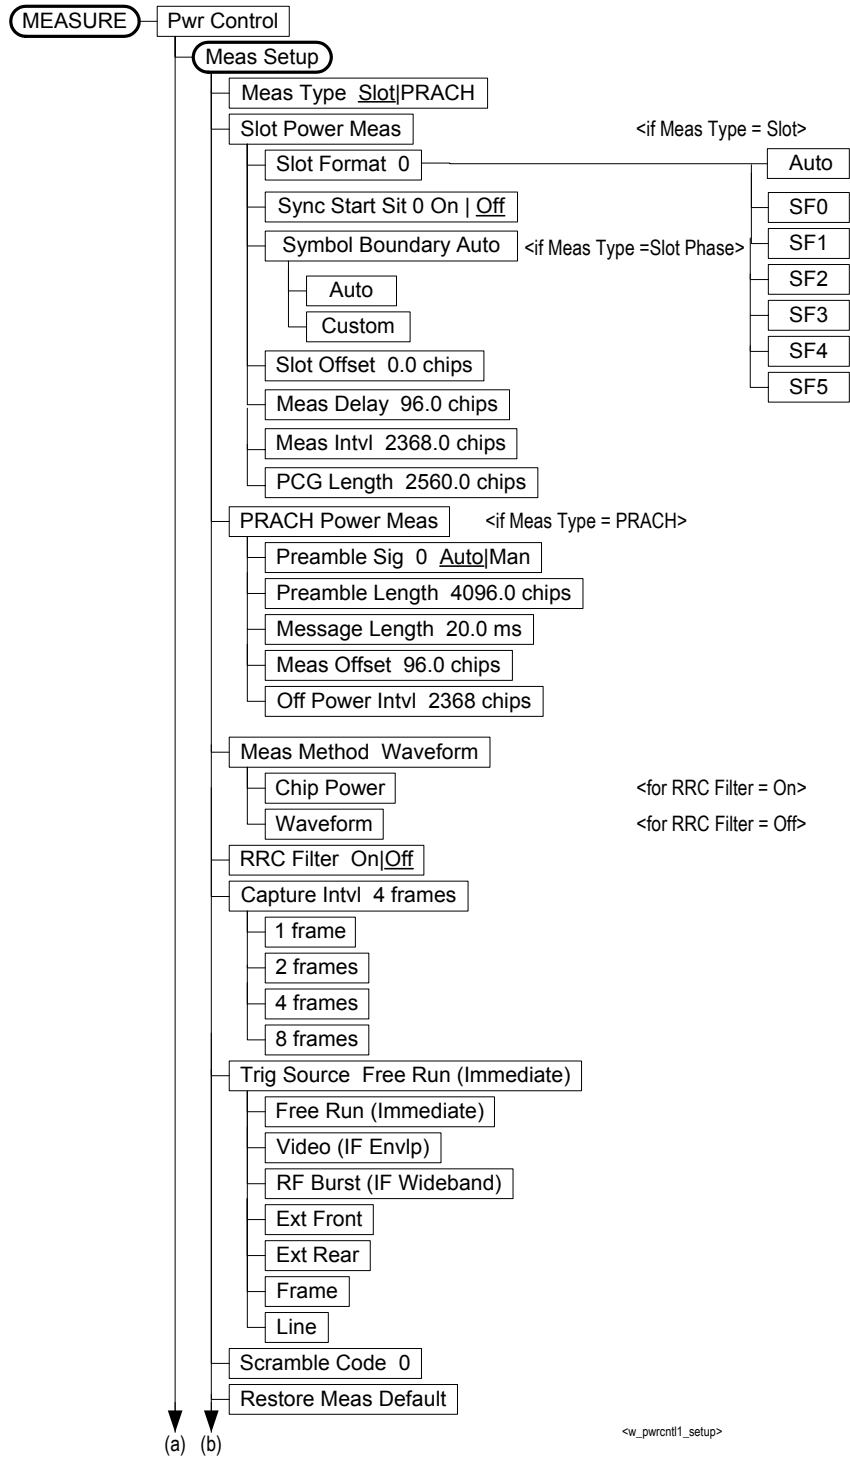 MEASURE Pwr Control
Meas Setup
Meas Type Slot|PRACH
Slot Power Meas <if Meas Type = Slot>
Slot Format 0 Auto
Sync Start Slt 0 On | Off SF0
Symbol Boundary Auto <if Meas Type =Slot Phase> SF1
SF2
Auto SF3
Custom SF4
Slot Offset 0.0 chips SF5
Meas Delay 96.0 chips
Meas Intvl 2368.0 chips
PCG Length 2560.0 chips
PRACH Power Meas <if Meas Type = PRACH>
Preamble Sig 0 Auto|Man
Preamble Length 4096.0 chips
Message Length 20.0 ms
Meas Offset 96.0 chips
Off Power Intvl 2368 chips
Meas Method Waveform
Chip Power <for RRC Filter = On>
Waveform <for RRC Filter = Off>
RRC Filter On|Off
Capture Intvl 4 frames
1 frame
2 frames
4 frames
8 frames
Trig Source Free Run (Immediate)
Free Run (Immediate)
Video (IF Envlp)
RF Burst (IF Wideband)
Ext Front
Ext Rear
Frame
Line
Scramble Code 0
Restore Meas Default
(a) (b) <w_pwrcntl1_setup>